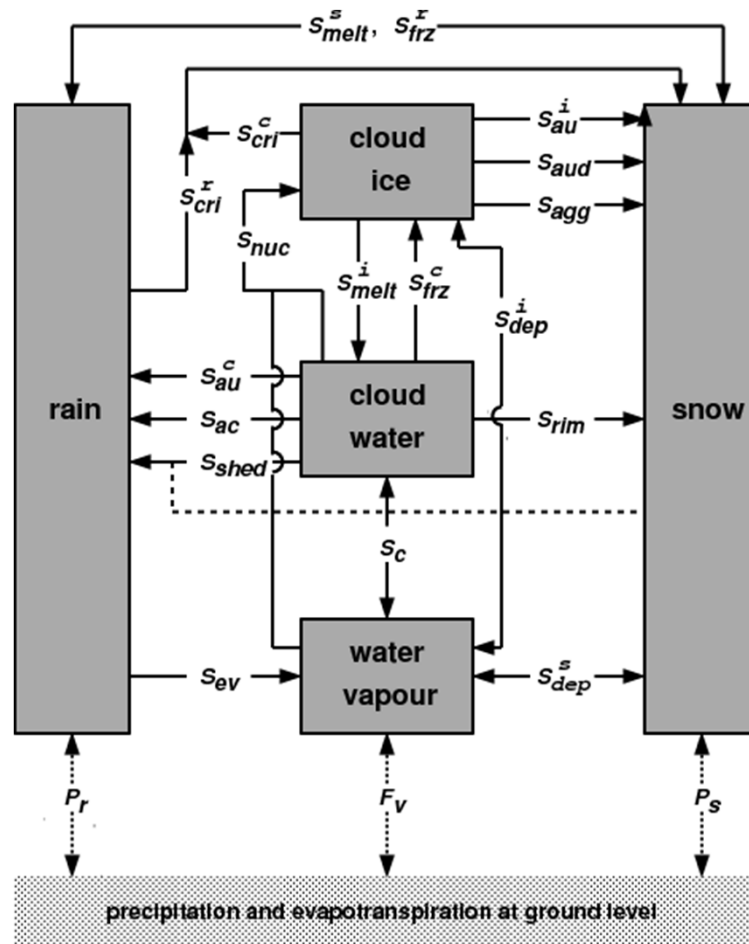 S^s_melt, S^r_frz
S^c_cri
cloud
ice
S^i_au
S_aud
S_agg
S^r_cri
S_nuc
S^i_melt
S^c_frz
S^i_dep
rain
S^c_au
S_ac
S_shed
cloud
water
S_rim
snow
S_c
S_ev
water
vapour
S^s_dep
P_r
F_v
P_s
precipitation and evapotranspiration at ground level